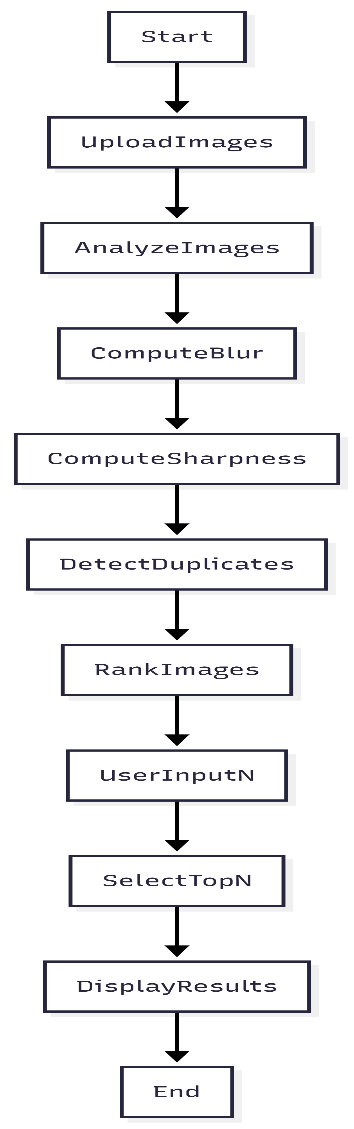 Start
UploadImages
AnalyzeImages
ComputeBlur
ComputeSharpness
DetectDuplicates
RankImages
UserInputN
SelectTopN
DisplayResults
End